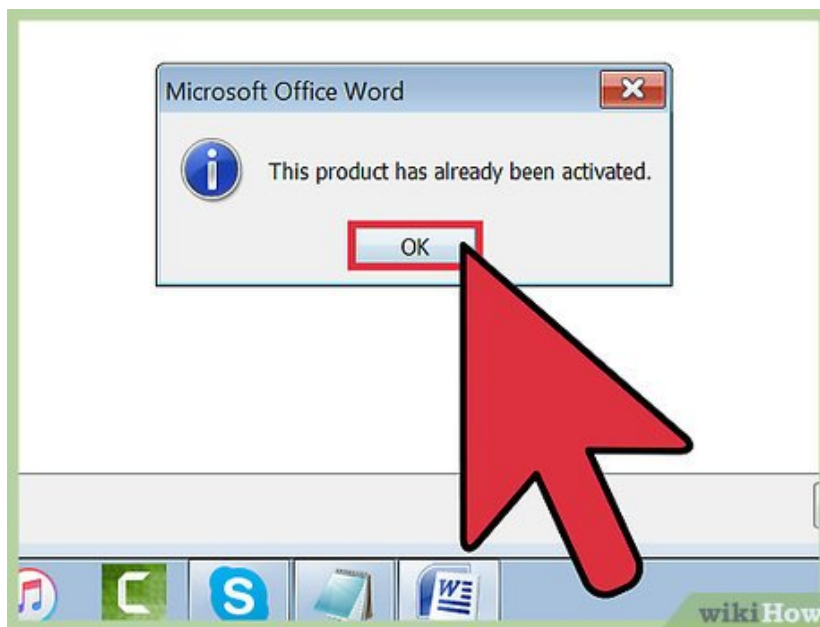 Microsoft Office Word
This product has already been activated.
OK
S
W
wikiHow